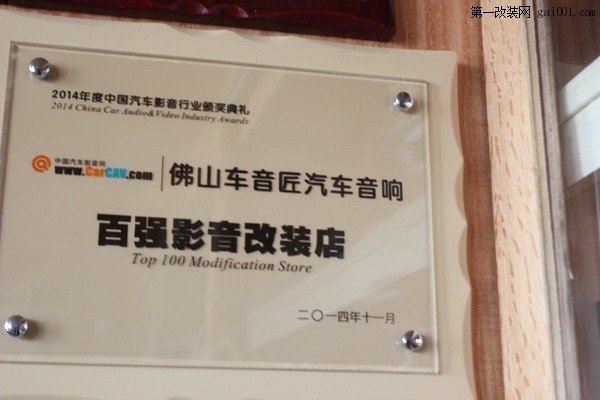 第一改装网 gai001.com
2014年度中国汽车影音行业颁奖典礼
2014 China Car Audio&Video Industry Awards
中国汽车影音网
www.CarCAV.com
佛山车音匠汽车音响
百强影音改装店
Top 100 Modification Store
二〇一四年十一月